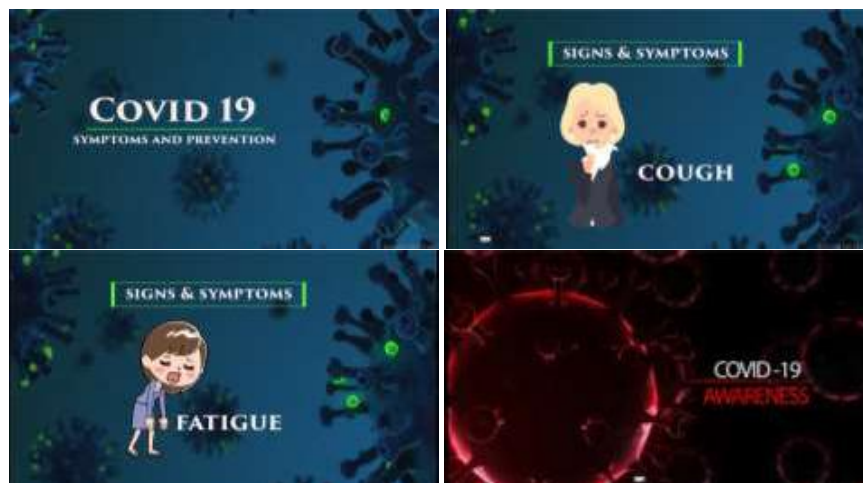 COVID 19
SYMPTOMS AND PREVENTION
SIGNS & SYMPTOMS
COUGH
SIGNS & SYMPTOMS
FATIGUE
COVID-19
AWARENESS